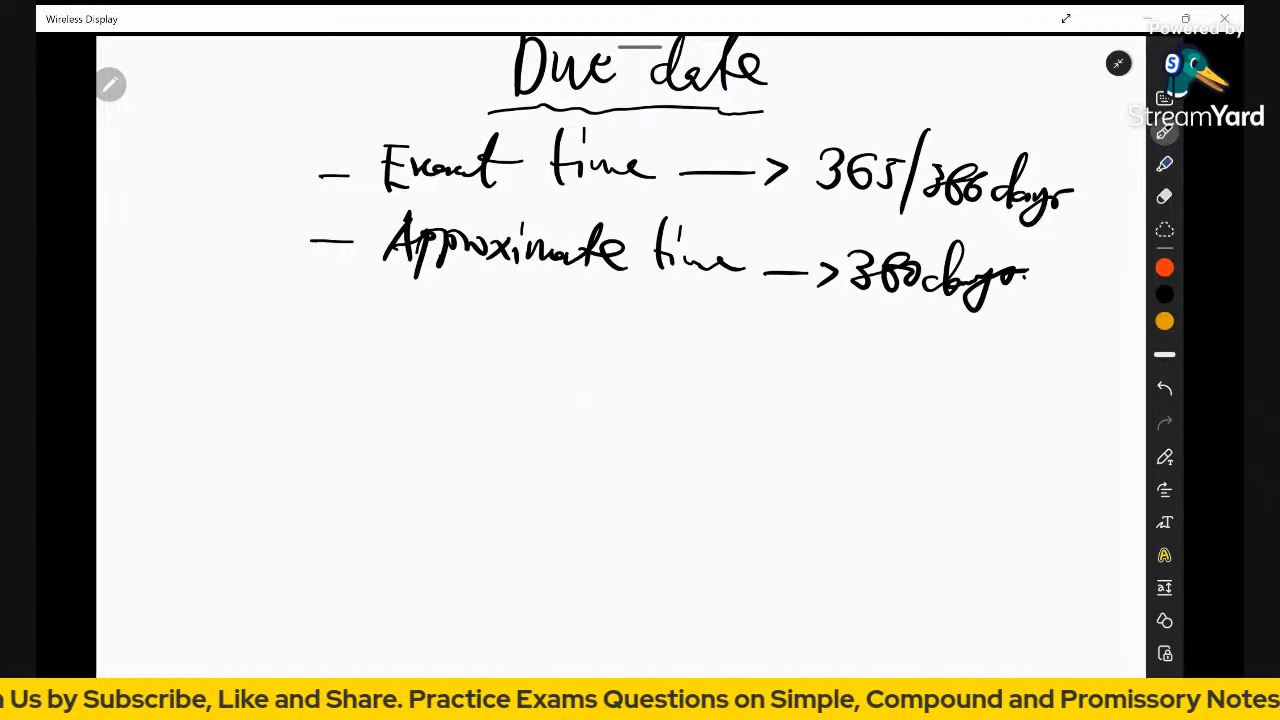 Wireless Display
Powered by
StreamYard
Due date
- Exact time —> 365/366 days
- Approximate time —> 360 days.
n Us by Subscribe, Like and Share. Practice Exams Questions on Simple, Compound and Promissory Notes